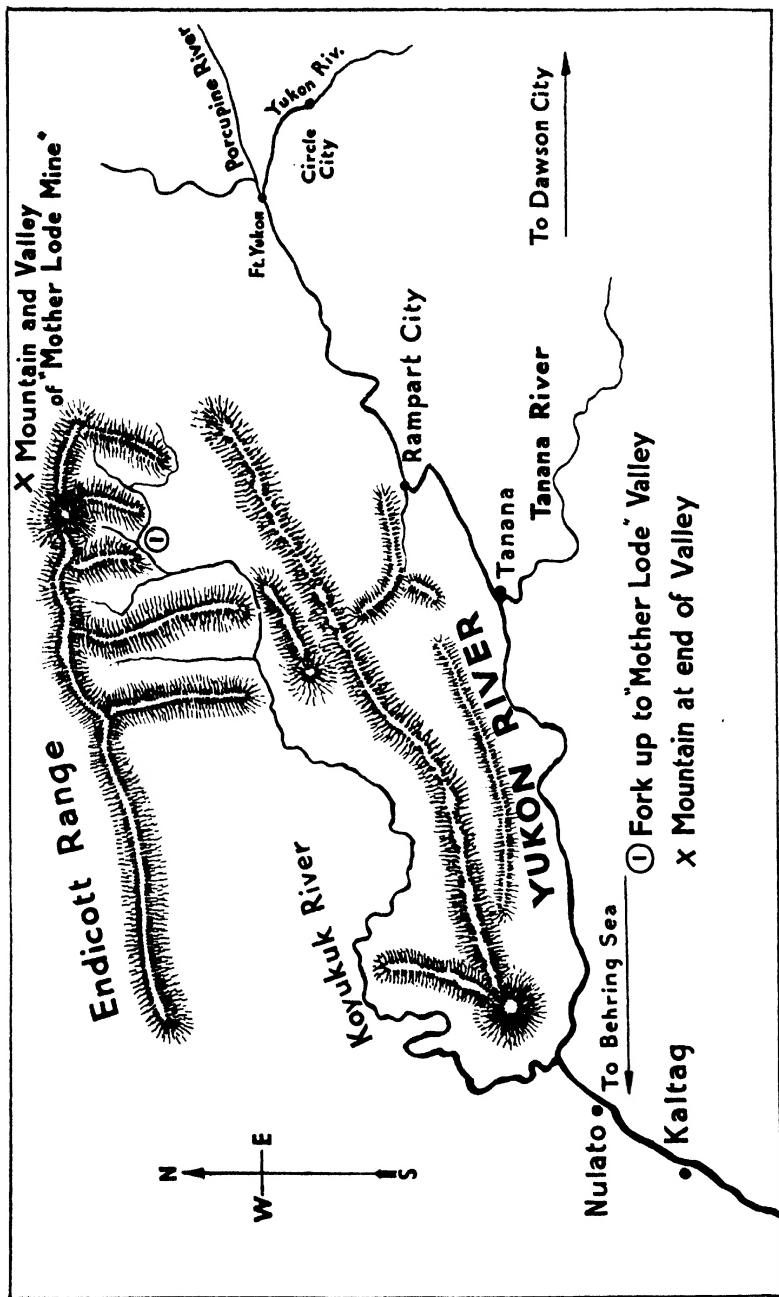 X Mountain and Valley
of "Mother Lode Mine"
Endicott Range
Porcupine River
Yukon Riv.
Ft. Yukon
Circle
City
①
N
W
E
S
Koyukuk River
Rampart City
To Dawson City
Tanana
Tanana River
YUKON RIVER
Nulato
To Behring Sea
Kaltag
① Fork up to "Mother Lode" Valley
X Mountain at end of Valley